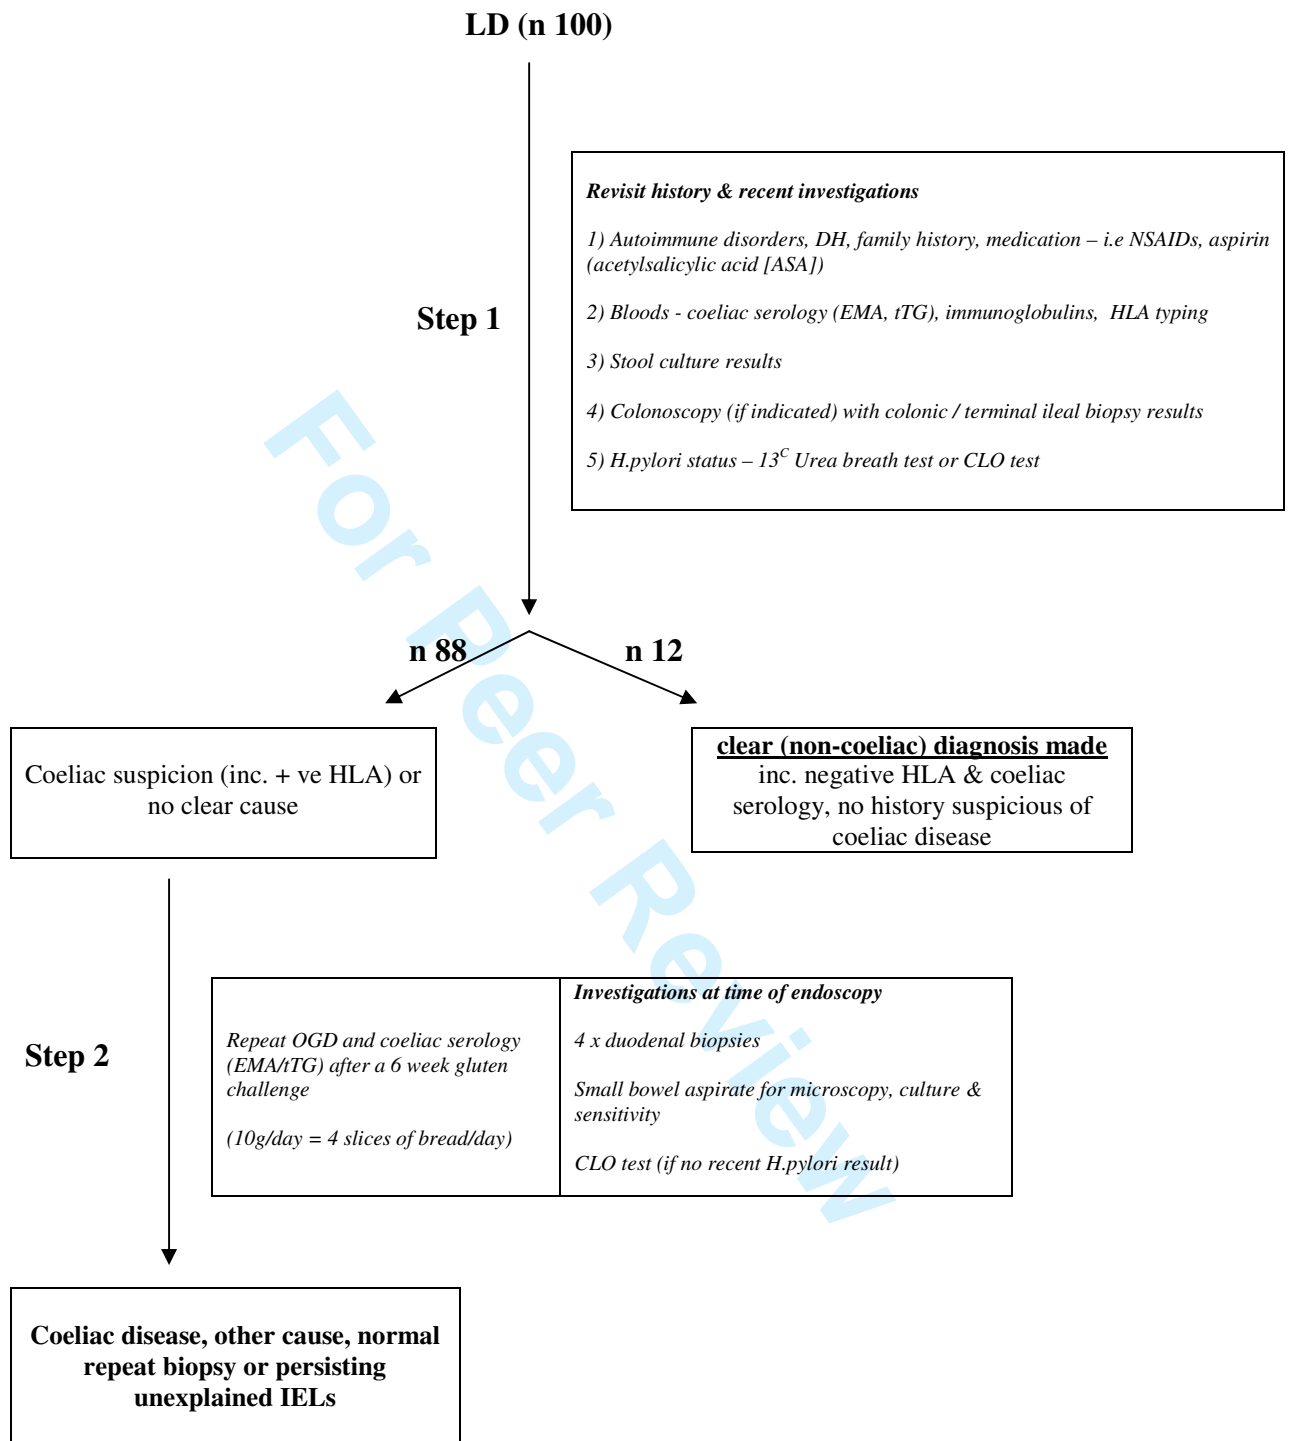 LD (n 100)
Revisit history & recent investigations
1) Autoimmune disorders, DH, family history, medication – i.e NSAIDs, aspirin
(acetylsalicylic acid [ASA])
Step 1
2) Bloods - coeliac serology (EMA, tTG), immunoglobulins, HLA typing
3) Stool culture results
4) Colonoscopy (if indicated) with colonic / terminal ileal biopsy results
5) H.pylori status – 13^C Urea breath test or CLO test
n 88
n 12
Coeliac suspicion (inc. + ve HLA) or
no clear cause
clear (non-coeliac) diagnosis made
inc. negative HLA & coeliac
serology, no history suspicious of
coeliac disease
Step 2
Repeat OGD and coeliac serology
(EMA/tTG) after a 6 week gluten
challenge
(10g/day = 4 slices of bread/day)
Investigations at time of endoscopy
4 x duodenal biopsies
Small bowel aspirate for microscopy, culture &
sensitivity
CLO test (if no recent H.pylori result)
Coeliac disease, other cause, normal
repeat biopsy or persisting
unexplained IELs
For Peer Review